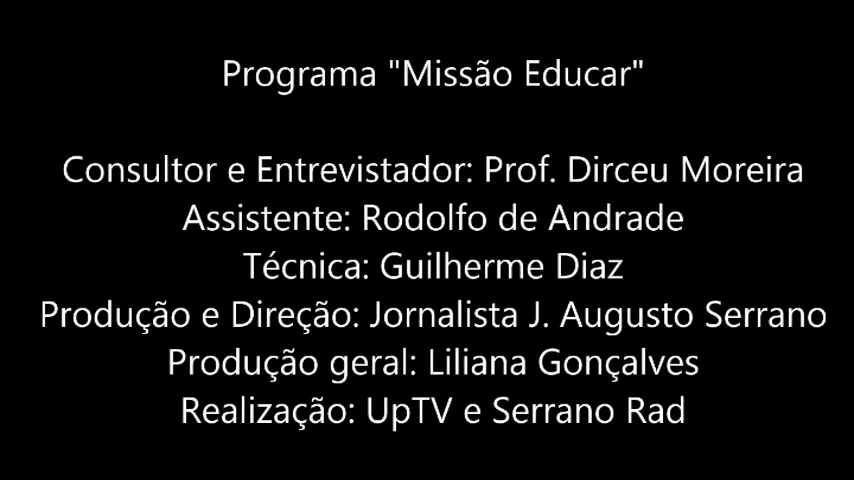 Programa "Missão Educar"
Consultor e Entrevistador: Prof. Dirceu Moreira
Assistente: Rodolfo de Andrade
Técnica: Guilherme Diaz
Produção e Direção: Jornalista J. Augusto Serrano
Produção geral: Liliana Gonçalves
Realização: UpTV e Serrano Rad